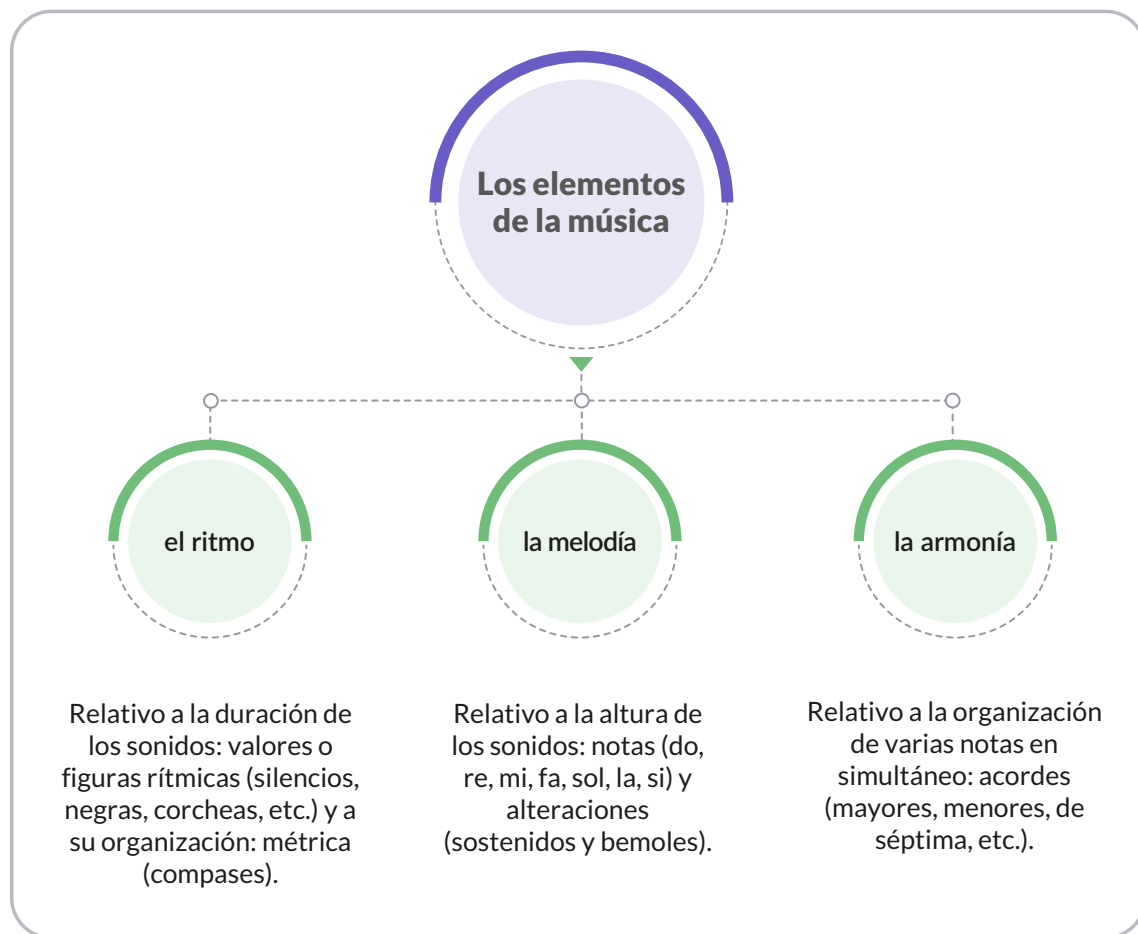 Los elementos
de la música
el ritmo
la melodía
la armonía
Relativo a la duración de
los sonidos: valores o
figuras rítmicas (silencios,
negras, corcheas, etc.) y a
su organización: métrica
(compases).
Relativo a la altura de
los sonidos: notas (do,
re, mi, fa, sol, la, si) y
alteraciones
(sostenidos y bemoles).
Relativo a la organización
de varias notas en
simultáneo: acordes
(mayores, menores, de
séptima, etc.).